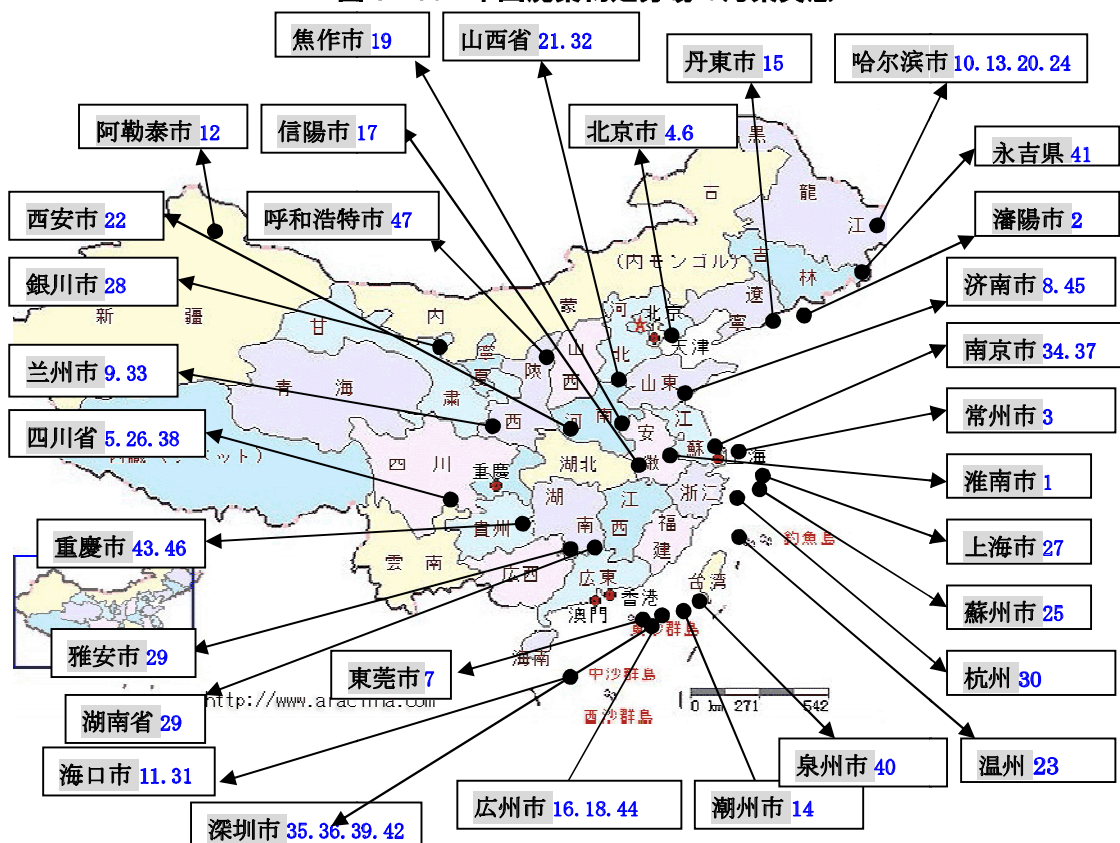 焦作市 19
山西省 21.32
丹東市 15
哈尔滨市 10.13.20.24
阿勒泰市 12
信陽市 17
北京市 4.6
永吉県 41
西安市 22
呼和浩特市 47
瀋陽市 2
銀川市 28
済南市 8.45
兰州市 9.33
南京市 34.37
四川省 5.26.38
常州市 3
淮南市 1
重慶市 43.46
上海市 27
蘇州市 25
雅安市 29
東莞市 7
杭州 30
湖南省 29
海口市 11.31
泉州市 40
温州 23
深圳市 35.36.39.42
広州市 16.18.44
潮州市 14
黒
龍
江
吉
林
(内モンゴル)
遼
寧
新 疆
甘
粛
内
蒙
古
寧
夏
陝
西
山
西
河
北
北京
天津
山東
青 海
河
南
江
蘇
安
徽
上海
四 川
重慶
湖北
浙江
湖
南
江
西
福
建
貴州
雲 南
広西
広東
香港
澳門
台湾
海南
釣魚島
東沙群島
中沙群島
西沙群島
0 km 271 542